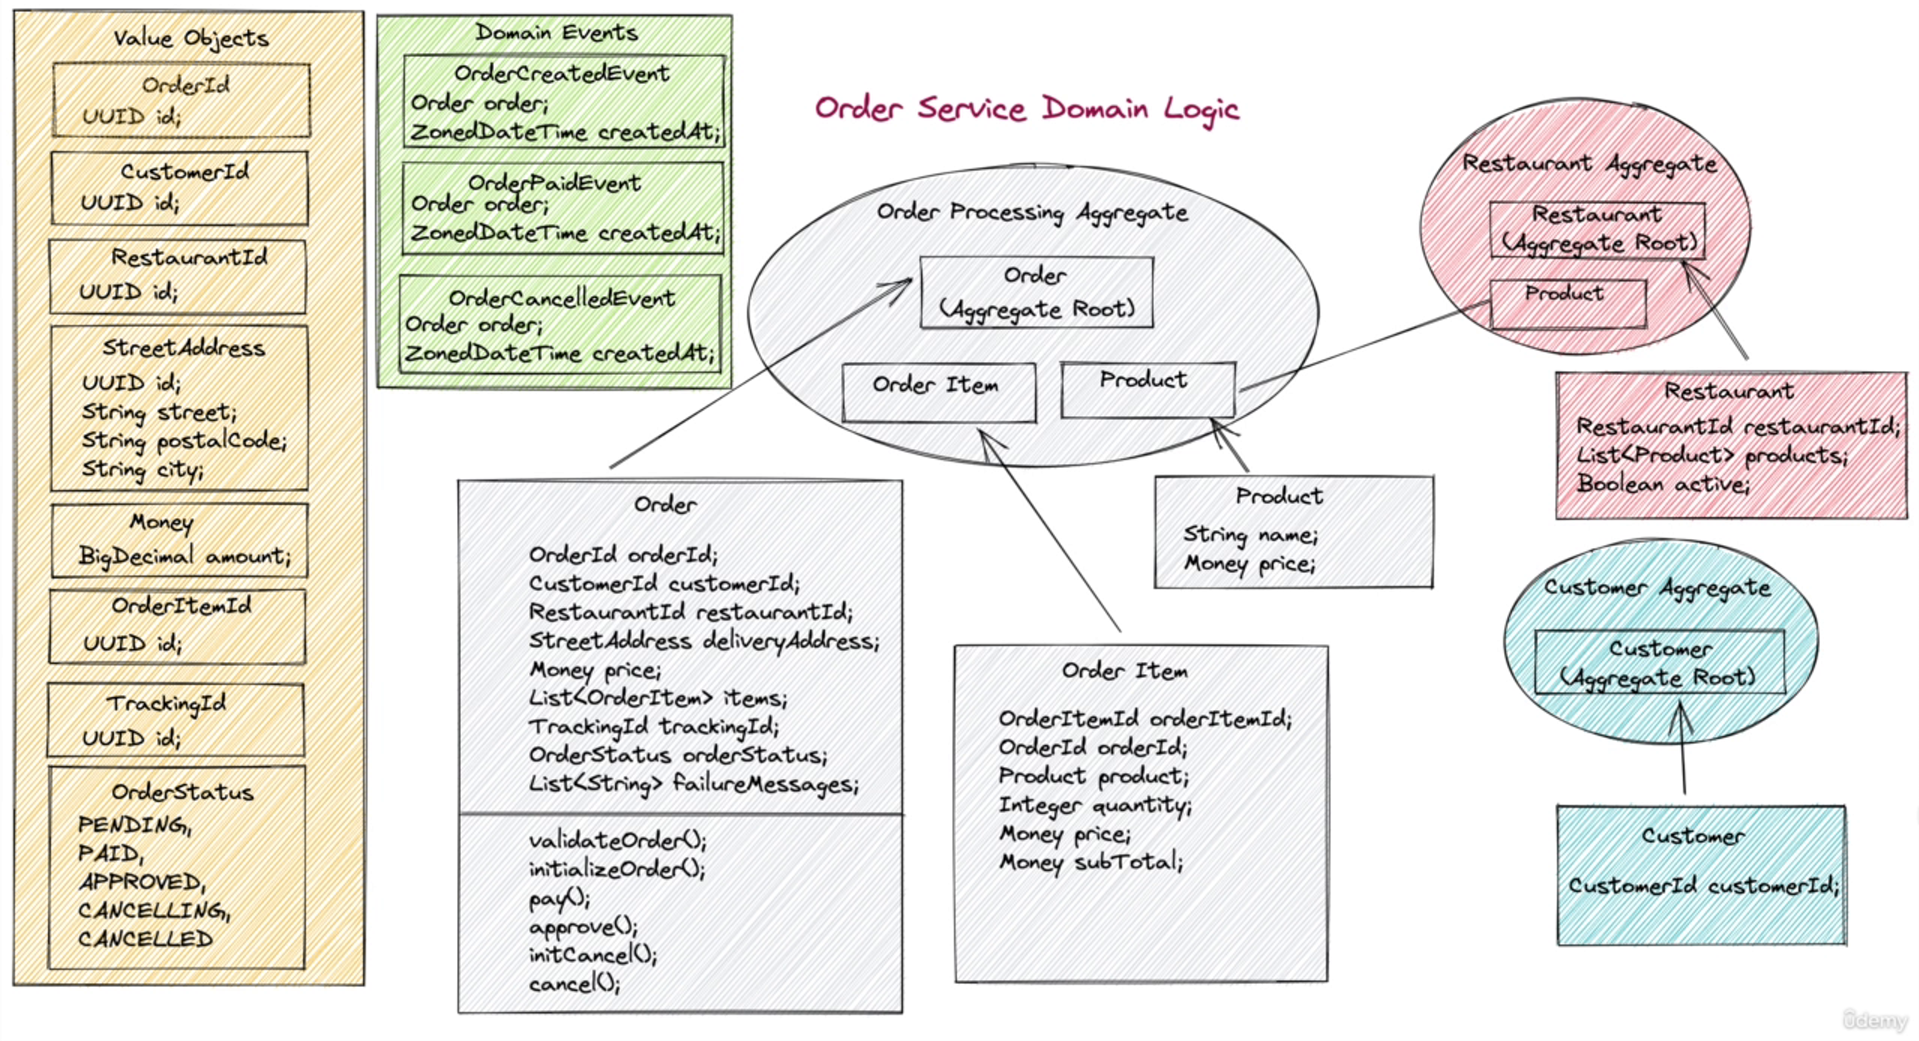 Value Objects
OrderId
UUID id;
CustomerId
UUID id;
RestaurantId
UUID id;
StreetAddress
UUID id;
String street;
String postalCode;
String city;
Money
BigDecimal amount;
OrderItemId
UUID id;
TrackingId
UUID id;
OrderStatus
PENDING,
PAID,
APPROVED,
CANCELLING,
CANCELLED
Domain Events
OrderCreatedEvent
Order order;
ZonedDateTime createdAt;
OrderPaidEvent
Order order;
ZonedDateTime createdAt;
OrderCancelledEvent
Order order;
ZonedDateTime createdAt;
Order Service Domain Logic
Order Processing Aggregate
Order
(Aggregate Root)
Order Item
Product
Restaurant Aggregate
Restaurant
(Aggregate Root)
Product
Restaurant
RestaurantId restaurantId;
List<Product> products;
Boolean active;
Order
OrderId orderId;
CustomerId customerId;
RestaurantId restaurantId;
StreetAddress deliveryAddress;
Money price;
List<OrderItem> items;
TrackingId trackingId;
OrderStatus orderStatus;
List<String> failureMessages;
validateOrder();
initializeOrder();
pay();
approve();
initCancel();
cancel();
Product
String name;
Money price;
Order Item
OrderItemId orderItemId;
OrderId orderId;
Product product;
Integer quantity;
Money price;
Money subTotal;
Customer Aggregate
Customer
(Aggregate Root)
Customer
CustomerId customerId;
ûdemy